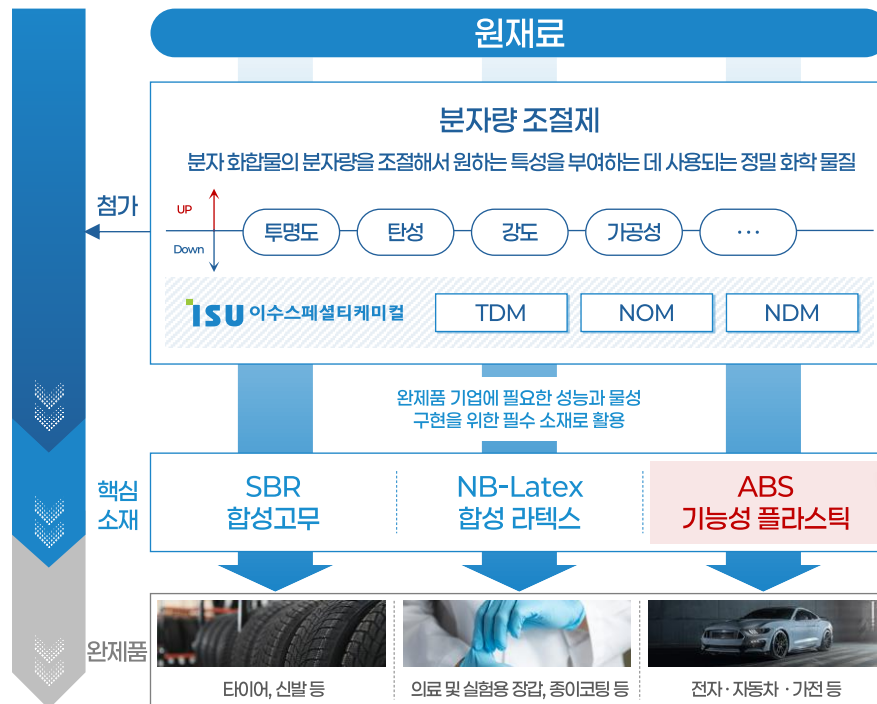 원재료
분자량 조절제
분자 화합물의 분자량을 조절해서 원하는 특성을 부여하는 데 사용되는 정밀 화학 물질
첨가
UP
Down
투명도
탄성
강도
가공성
···
ISU 이수스페셜티케미컬
TDM
NOM
NDM
완제품 기업에 필요한 성능과 물성
구현을 위한 필수 소재로 활용
핵심
소재
SBR
합성고무
NB-Latex
합성 라텍스
ABS
기능성 플라스틱
완제품
타이어, 신발 등
의료 및 실험용 장갑, 종이코팅 등
전자 · 자동차 · 가전 등